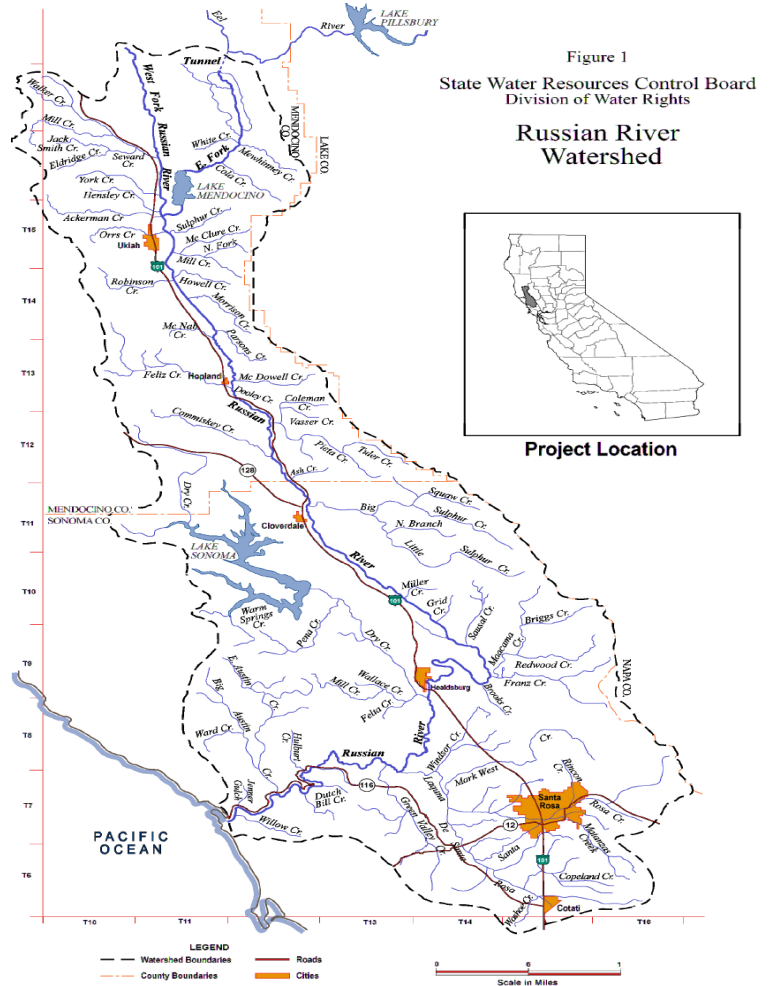 LAKE
PILLSBURY
Eel
River
Tunnel
Figure 1
State Water Resources Control Board
Division of Water Rights
Russian River
Watershed
West Fork Russian River
MENDOCINO CO.
LAKE CO.
Walker Cr.
Mill Cr.
Jack
Smith Cr.
Seward
Cr.
Eldridge Cr.
York Cr.
Hensley Cr.
White Cr.
E. Fork
Mewhinney Cr.
Cola Cr.
LAKE
MENDOCINO
Ackerman Cr
T15
Orrs Cr.
Ukiah
Sulphur Cr.
Mc Clure Cr.
N. Fork
Mill Cr.
101
T14
Robinson
Cr.
Howell Cr.
Morrison Cr.
Mc Nab
Cr.
Parsons Cr.
T13
Feliz Cr.
Hopland
Mc Dowell Cr.
Dooley Cr.
Coleman
Cr.
Russian
Vasser Cr.
Commiskey Cr.
T12
Pieta Cr.
Tyler Cr.
Project Location
128
Ash Cr.
Dry Cr.
Squaw Cr.
MENDOCINO CO.
SONOMA CO.
T11
Big
Sulphur Cr.
N. Branch
Cloverdale
Little
Sulphur Cr.
LAKE
SONOMA
River
T10
Miller
Cr.
101
Grid
Cr.
Sausal Cr.
Maacama Cr.
Briggs Cr.
Warm
Springs Cr.
Pena Cr.
Dry Cr.
T9
Redwood Cr.
NAPA CO.
E. Austin Cr.
Wallace Cr.
Mill Cr.
Healdsburg
Franz Cr.
Brooks Cr.
Big Austin Cr.
Felta Cr.
Ward Cr.
T8
Hulburt Cr.
Russian
River
Windsor Cr.
Cr.
Mark West
Rincon Cr.
Jenner Gulch
116
Laguna
Santa
Rosa
T7
Dutch
Bill Cr.
Green Valley Cr.
Rosa Cr.
Willow Cr.
De
12
Matanzas
Creek
PACIFIC
OCEAN
Santa
Santa
101
T6
Copeland Cr.
Rosa
Washoe Cr.
Cotati
T10
T11
T13
T14
LEGEND
Watershed Boundaries
Roads
County Boundaries
Cities
0
1
Scale in Miles